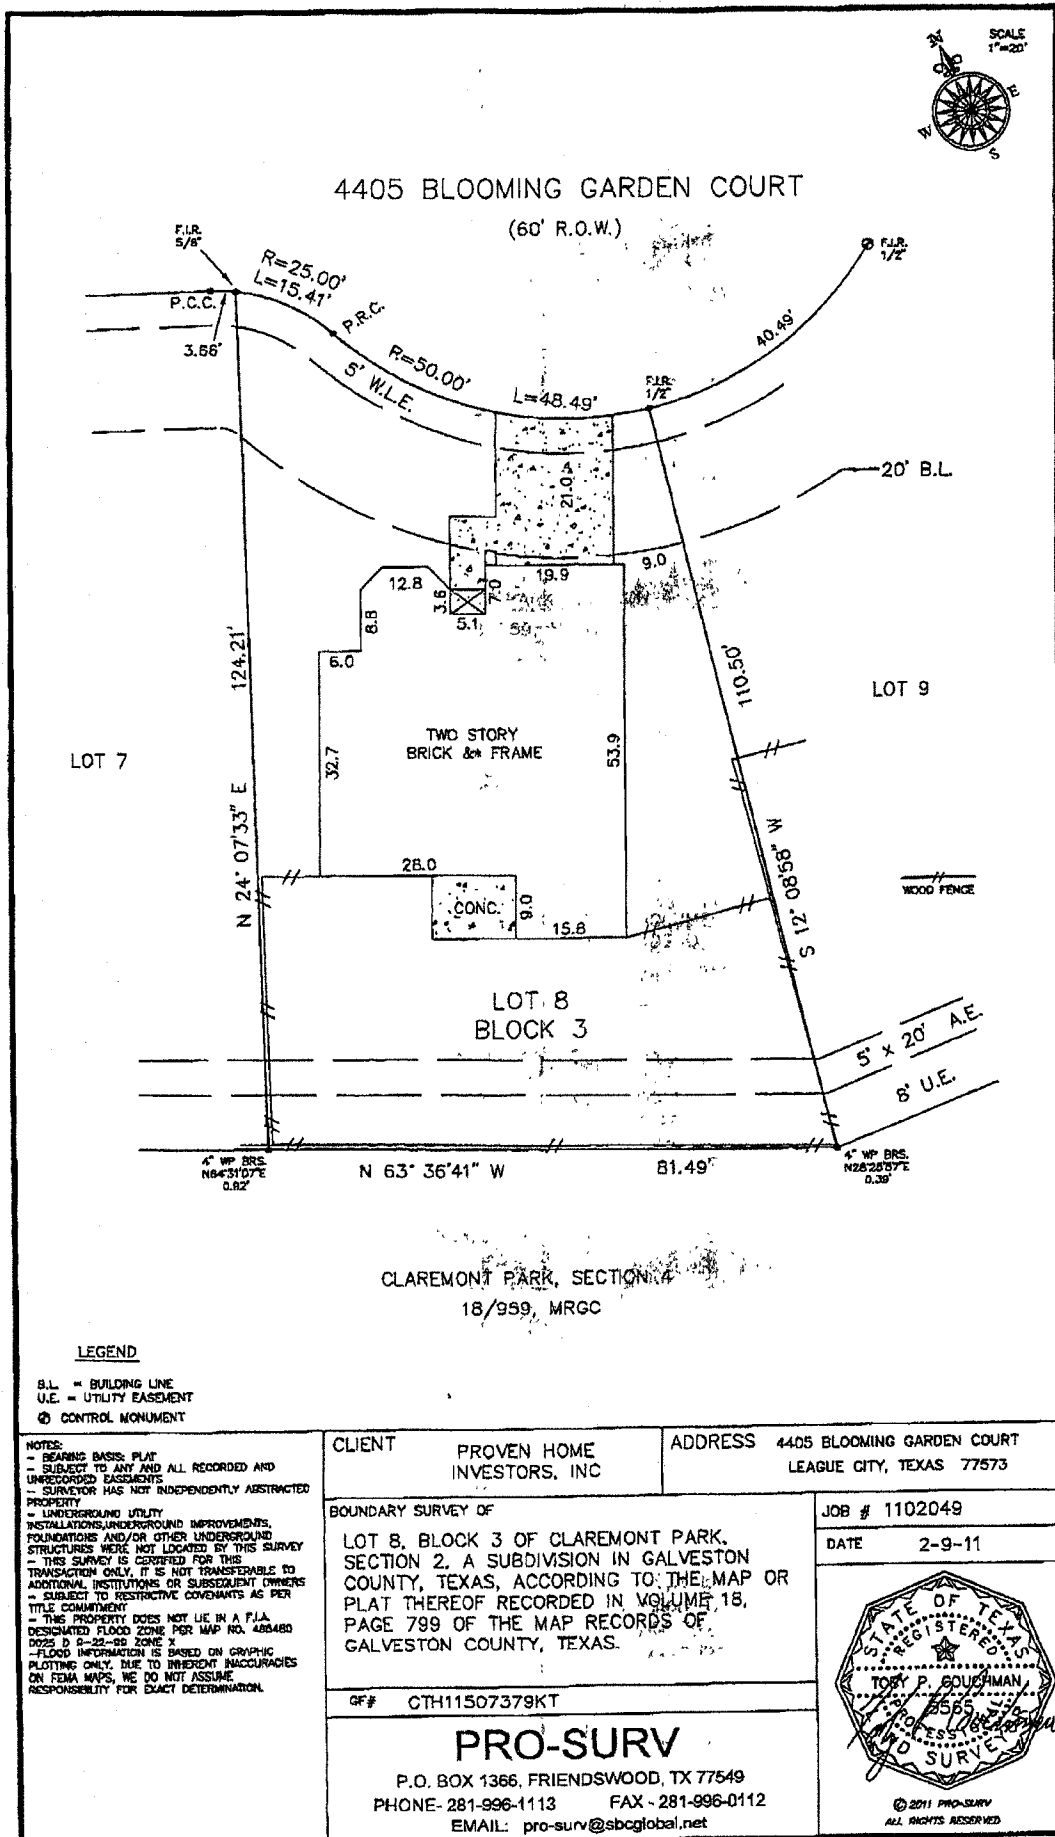 SCALE
1"=20'
N
E
W
S
4405 BLOOMING GARDEN COURT
(60' R.O.W.)
F.I.R.
5/8"
F.I.R.
1/2"
R=25.00'
L=15.41'
P.C.C.
P.R.C.
3.56'
R=50.00'
5' W.L.E.
L=48.49'
40.49'
F.I.R.
1/2"
20' B.L.
21.0
9.0
19.9
12.8
7.0
3.6
5.1
8.8
6.0
124.21'
110.50'
LOT 9
LOT 7
TWO STORY
BRICK & FRAME
32.7
53.9
N 24° 07'33" E
S 12° 08'58" W
28.0
CONC.
9.0
15.8
WOOD FENCE
LOT 8
BLOCK 3
5' X 20' A.E.
8' U.E.
4" WP BRS.
N64°31'07"E
0.92'
N 63° 36'41" W
81.49'
4" WP BRS.
N28°28'57"E
0.39'
CLAREMONT PARK, SECTION 4
18/959, MRGC
LEGEND
B.L. = BUILDING LINE
U.E. = UTILITY EASEMENT
CONTROL MONUMENT
NOTES:
- BEARING BASIS: PLAT
- SUBJECT TO ANY AND ALL RECORDED AND
UNRECORDED EASEMENTS
- SURVEYOR HAS NOT INDEPENDENTLY ABSTRACTED
PROPERTY
- UNDERGROUND UTILITY
INSTALLATIONS,UNDERGROUND IMPROVEMENTS,
FOUNDATIONS AND/OR OTHER UNDERGROUND
STRUCTURES WERE NOT LOCATED BY THIS SURVEY
- THIS SURVEY IS CERTIFIED FOR THIS
TRANSACTION ONLY, IT IS NOT TRANSFERABLE TO
ADDITIONAL INSTITUTIONS OR SUBSEQUENT OWNERS
- SUBJECT TO RESTRICTIVE COVENANTS AS PER
TITLE COMMITMENT
- THIS PROPERTY DOES NOT LIE IN A F.I.A.
DESIGNATED FLOOD ZONE PER MAP NO. 485480
0025 D 9-22-99 ZONE X
-FLOOD INFORMATION IS BASED ON GRAPHIC
PLOTTING ONLY. DUE TO INHERENT INACCURACIES
ON FEMA MAPS, WE DO NOT ASSUME
RESPONSIBILITY FOR EXACT DETERMINATION.
CLIENT
PROVEN HOME
INVESTORS, INC
ADDRESS 4405 BLOOMING GARDEN COURT
LEAGUE CITY, TEXAS 77573
BOUNDARY SURVEY OF
LOT 8, BLOCK 3 OF CLAREMONT PARK,
SECTION 2, A SUBDIVISION IN GALVESTON
COUNTY, TEXAS, ACCORDING TO THE MAP OR
PLAT THEREOF RECORDED IN VOLUME 18,
PAGE 799 OF THE MAP RECORDS OF
GALVESTON COUNTY, TEXAS.
JOB # 1102049
DATE 2-9-11
STATE OF TEXAS
REGISTERED
TOBY P. COUCHMAN
5565
PROFESSIONAL
LAND SURVEYOR
GF# CTH11507379KT
PRO-SURV
P.O. BOX 1366, FRIENDSWOOD, TX 77549
PHONE- 281-996-1113 FAX - 281-996-0112
EMAIL: pro-surv@sbcglobal.net
© 2011 PRO-SURV
ALL RIGHTS RESERVED